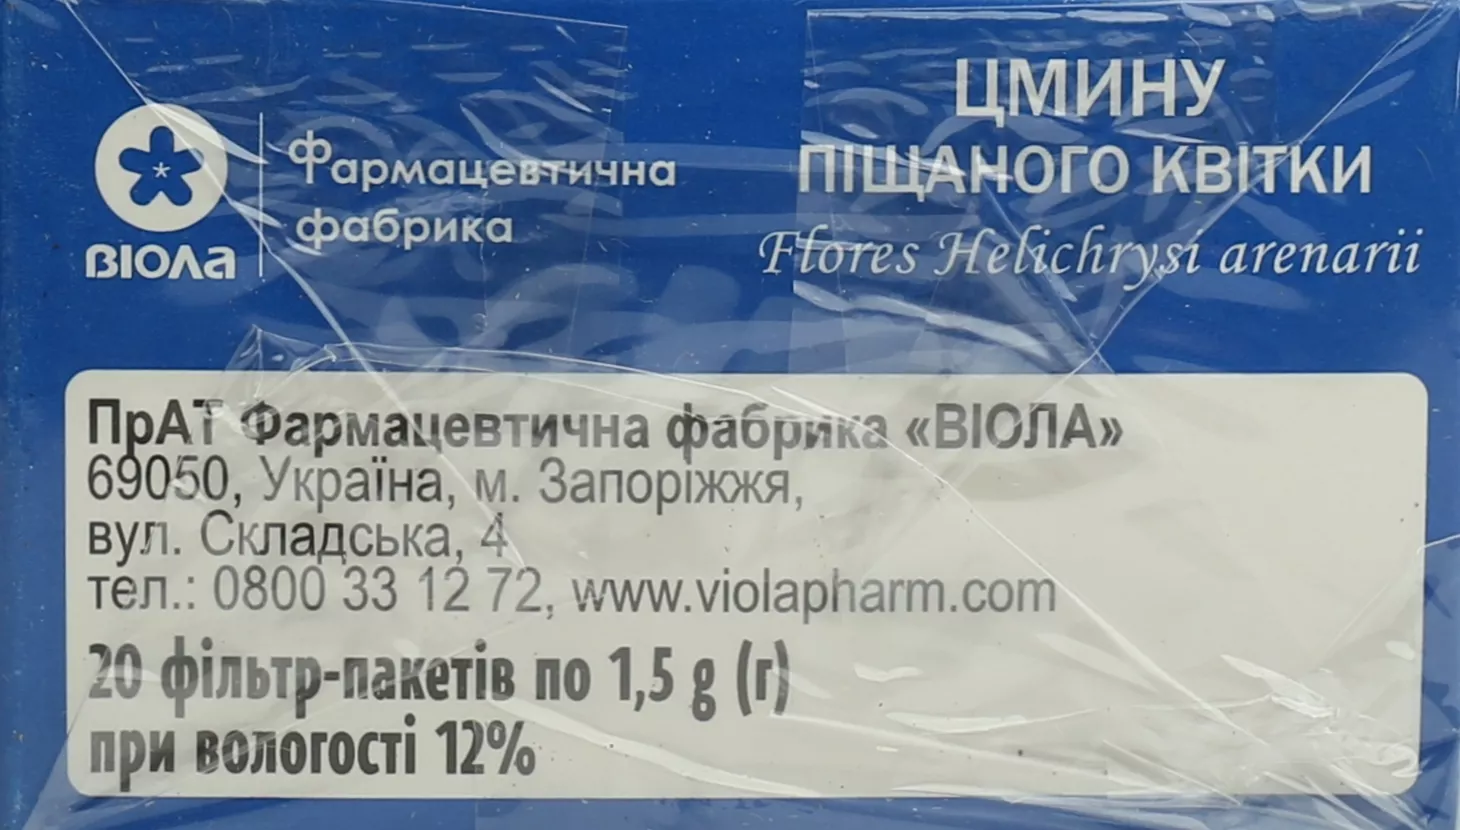 ВІОЛА
Фармацевтична
фабрика
ЦМИНУ
ПІЩАНОГО КВІТКИ
Flores Helichrysi arenarii
ПрАТ Фармацевтична фабрика «ВІОЛА»
69050, Україна, м. Запоріжжя,
вул. Складська, 4
тел.: 0800 33 12 72, www.violapharm.com
20 фільтр-пакетів по 1,5 g (г)
при вологості 12%